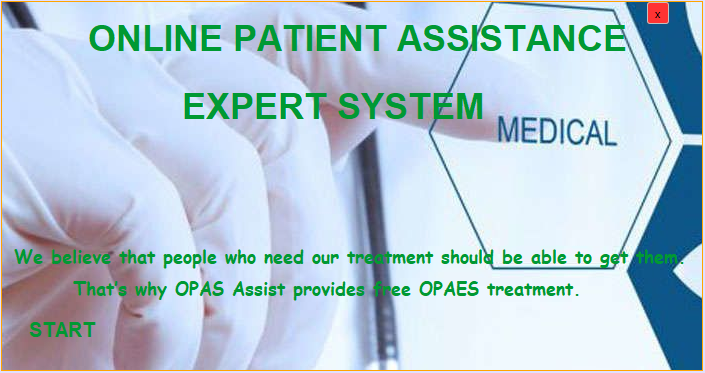 x
ONLINE PATIENT ASSISTANCE
EXPERT SYSTEM
MEDICAL
We believe that people who need our treatment should be able to get them.
That's why OPAS Assist provides free OPAES treatment.
START